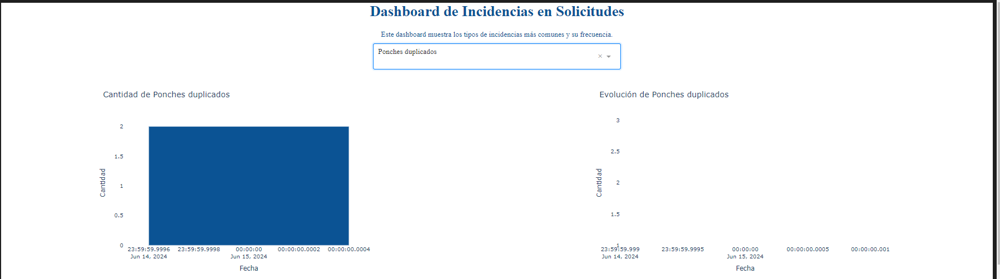 Dashboard de Incidencias en Solicitudes
Este dashboard muestra los tipos de incidencias más comunes y su frecuencia.
Ponches duplicados
×
Cantidad de Ponches duplicados
2
1.5
1
0.5
0
Cantidad
23:59:59.9996 23:59:59.9998 00:00:00 00:00:00.0002 00:00:00.0004
Jun 14, 2024 Jun 15, 2024
Fecha
Evolución de Ponches duplicados
3
2.5
2
1.5
1
Cantidad
23:59:59.999 23:59:59.9995 00:00:00 00:00:00.0005 00:00:00.001
Jun 14, 2024 Jun 15, 2024
Fecha